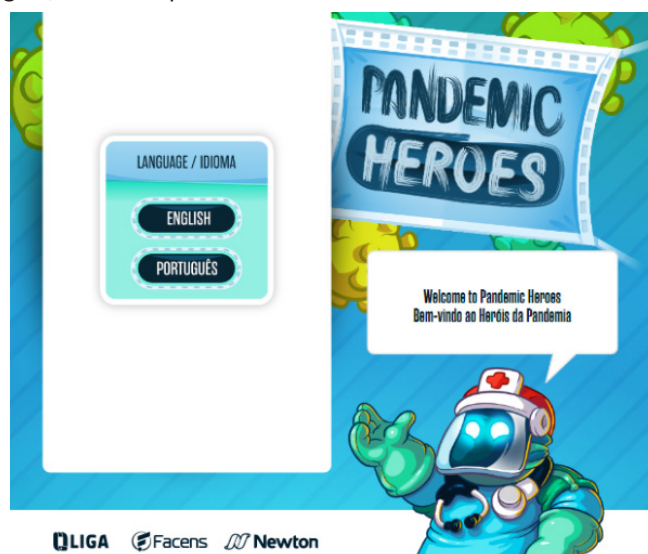 LANGUAGE / IDIOMA
ENGLISH
PORTUGUÊS
PANDEMIC
HEROES
Welcome to Pandemic Heroes
Bem-vindo ao Heróis da Pandemia
LIGA Facens Newton